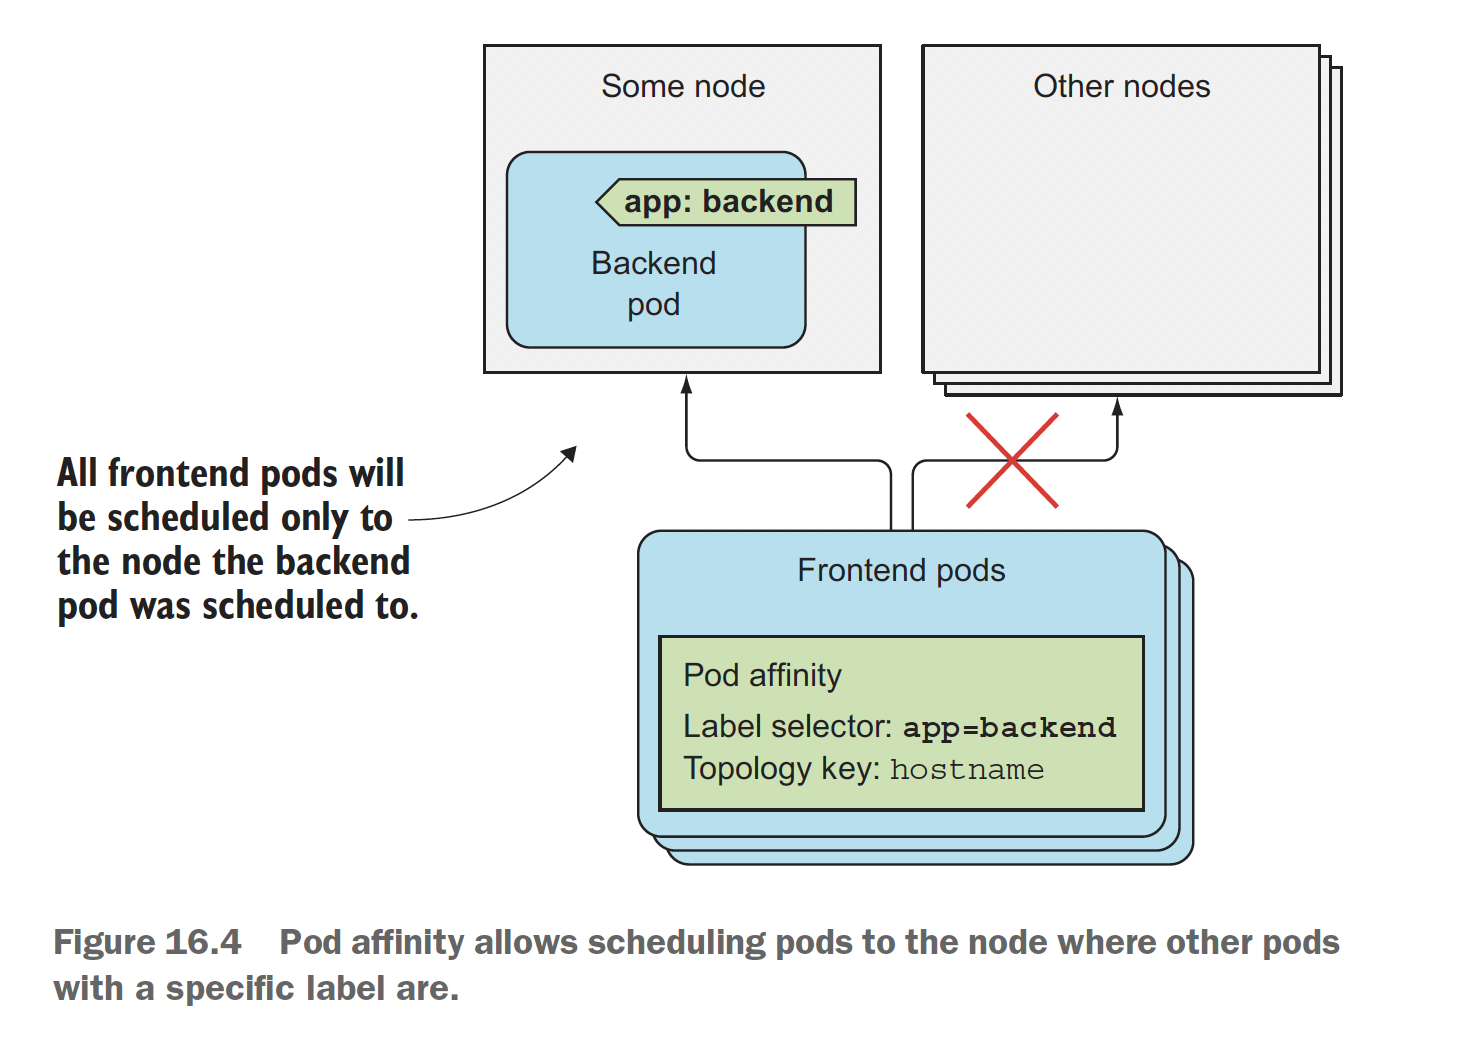 Some node
Other nodes
app: backend
Backend
pod
All frontend pods will
be scheduled only to
the node the backend
pod was scheduled to.
Frontend pods
Pod affinity
Label selector: app=backend
Topology key: hostname
Figure 16.4 Pod affinity allows scheduling pods to the node where other pods
with a specific label are.